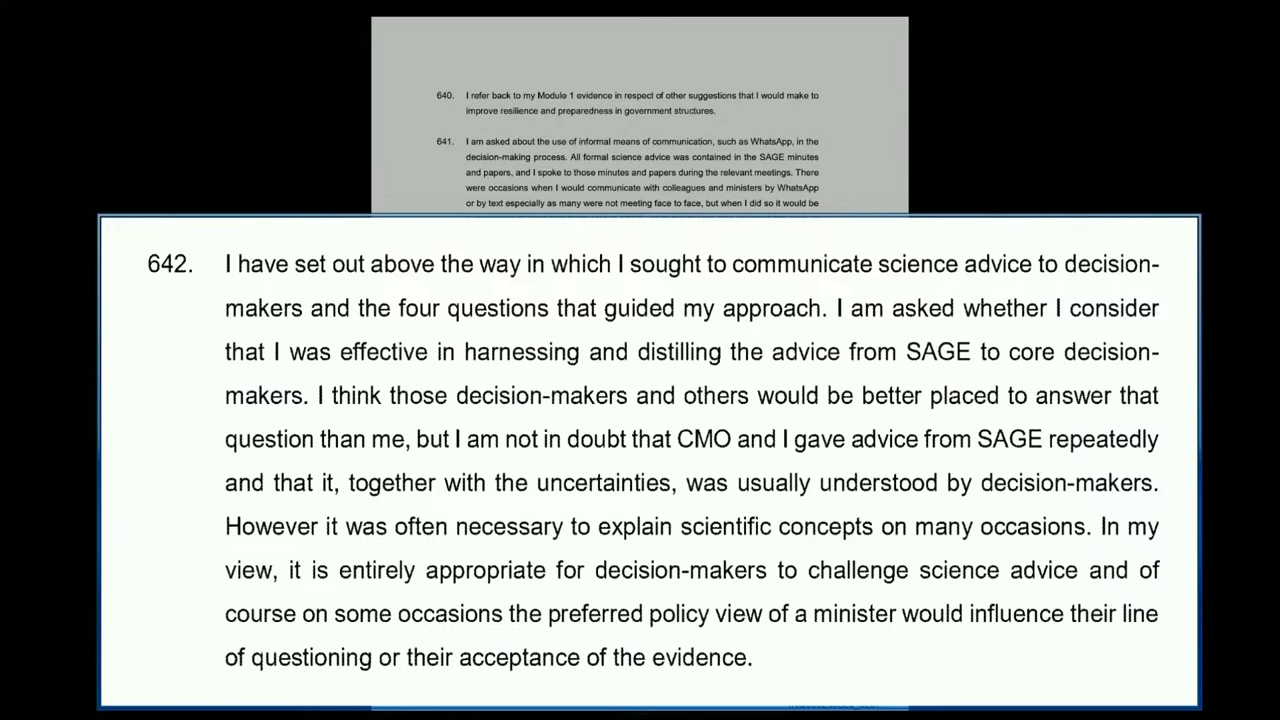 640. I refer back to my Module 1 evidence in respect of other suggestions that I would make to
improve resilience and preparedness in government structures.
641. I am asked about the use of informal means of communication, such as WhatsApp, in the
decision-making process. All formal science advice was contained in the SAGE minutes
and papers, and I spoke to those minutes and papers during the relevant meetings. There
were occasions when I would communicate with colleagues and ministers by WhatsApp
or by text especially as many were not meeting face to face, but when I did so it would be
642. I have set out above the way in which I sought to communicate science advice to decision-
makers and the four questions that guided my approach. I am asked whether I consider
that I was effective in harnessing and distilling the advice from SAGE to core decision-
makers. I think those decision-makers and others would be better placed to answer that
question than me, but I am not in doubt that CMO and I gave advice from SAGE repeatedly
and that it, together with the uncertainties, was usually understood by decision-makers.
However it was often necessary to explain scientific concepts on many occasions. In my
view, it is entirely appropriate for decision-makers to challenge science advice and of
course on some occasions the preferred policy view of a minister would influence their line
of questioning or their acceptance of the evidence.